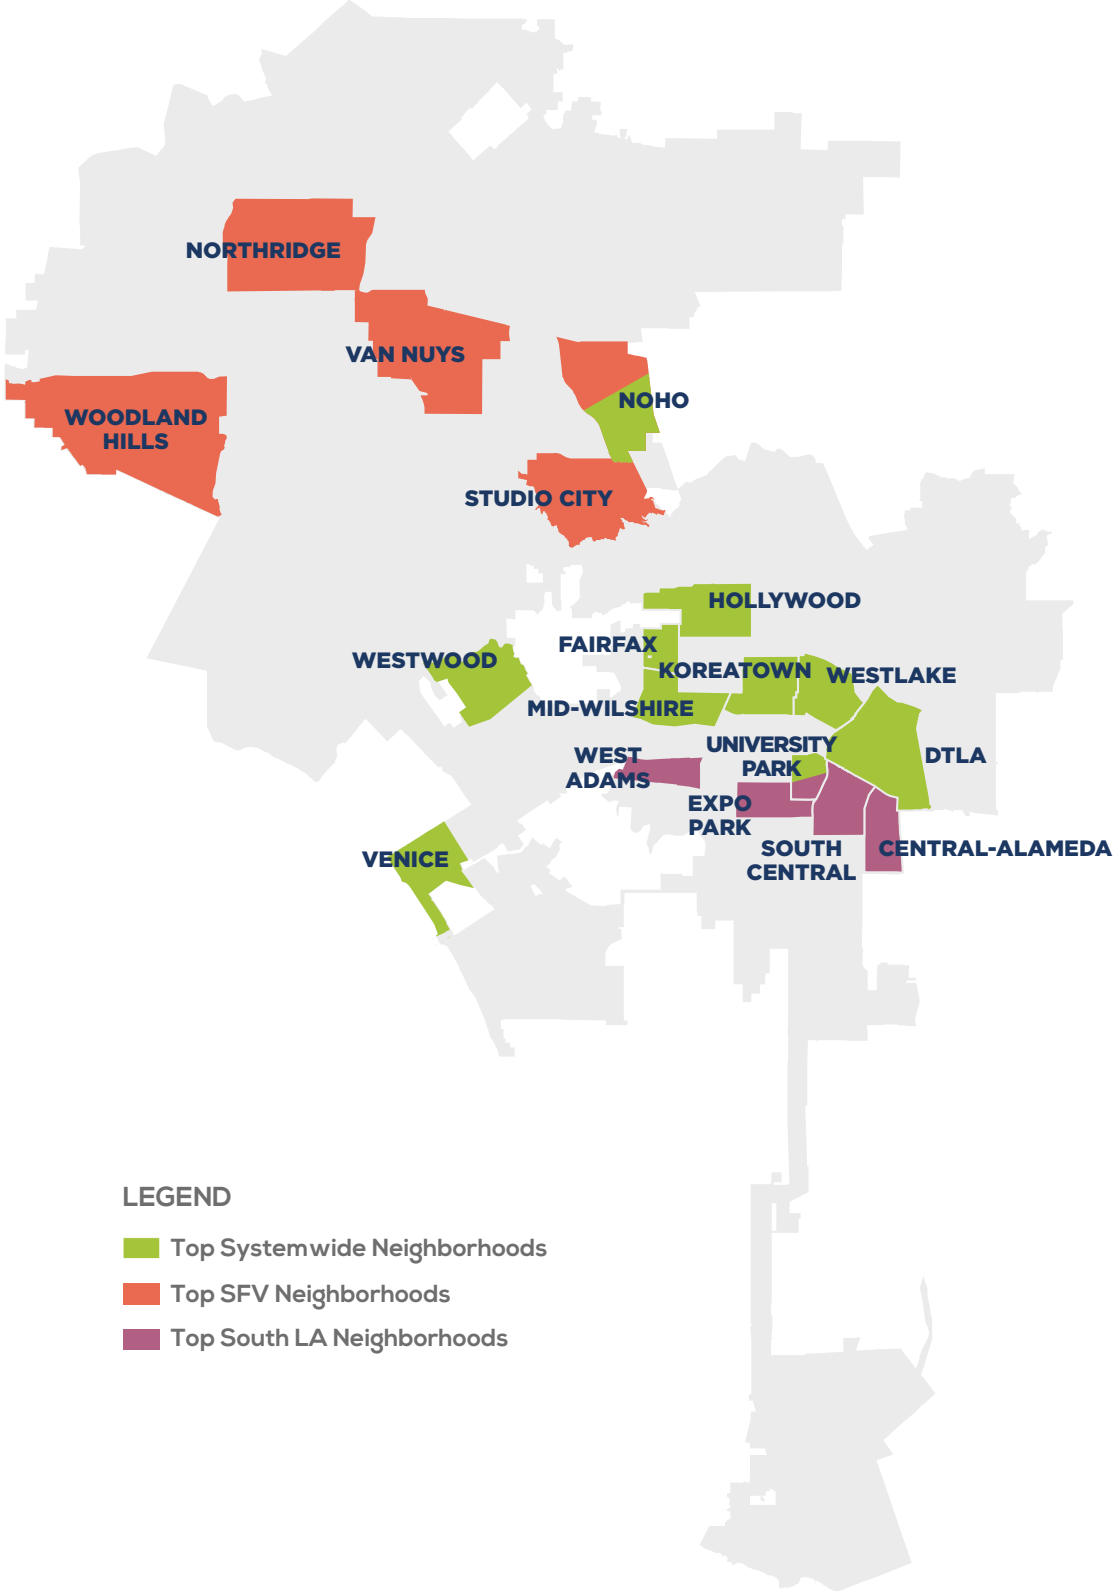 NORTHRIDGE
VAN NUYS
NOHO
WOODLAND
HILLS
STUDIO CITY
HOLLYWOOD
FAIRFAX
WESTWOOD
KOREATOWN
WESTLAKE
MID-WILSHIRE
UNIVERSITY
PARK
WEST
ADAMS
DTLA
EXPO
PARK
SOUTH
CENTRAL
CENTRAL-ALAMEDA
VENICE
LEGEND
Top Systemwide Neighborhoods
Top SFV Neighborhoods
Top South LA Neighborhoods